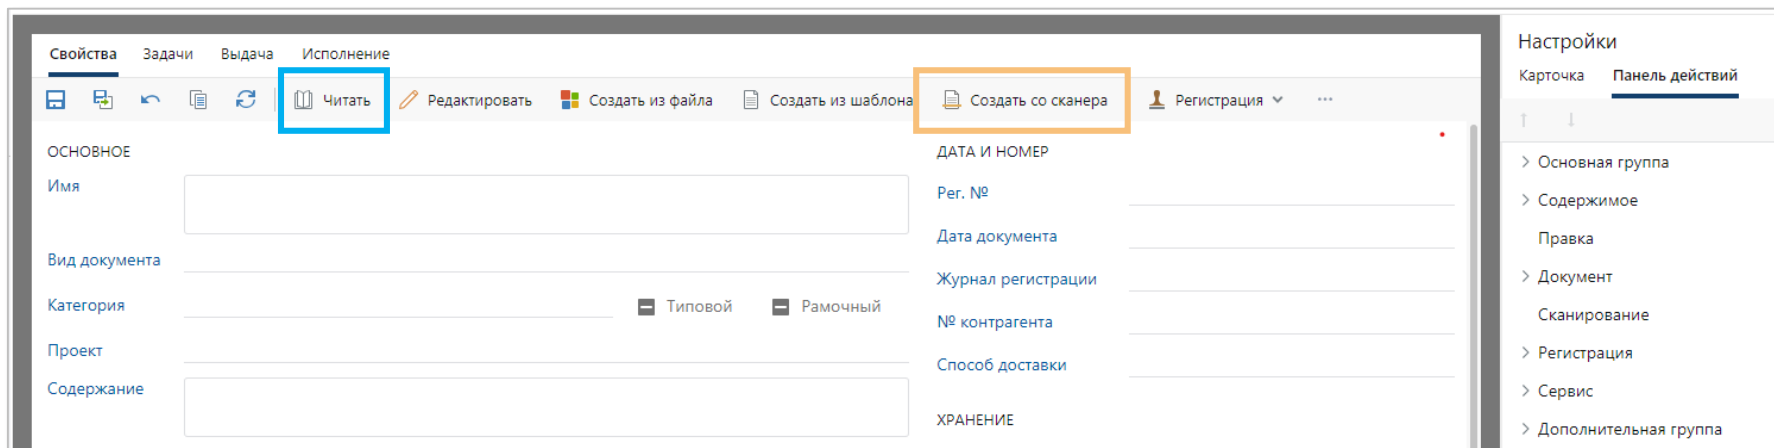 Свойства Задачи Выдача Исполнение
Читать Редактировать Создать из файла Создать из шаблона Создать со сканера Регистрация
ОСНОВНОЕ
Имя
Вид документа
Категория Типовой Рамочный
Проект
Содержание
ДАТА И НОМЕР
Рег. №
Дата документа
Журнал регистрации
№ контрагента
Способ доставки
ХРАНЕНИЕ
Настройки
Карточка Панель действий
Основная группа
Содержимое
Правка
Документ
Сканирование
Регистрация
Сервис
Дополнительная группа